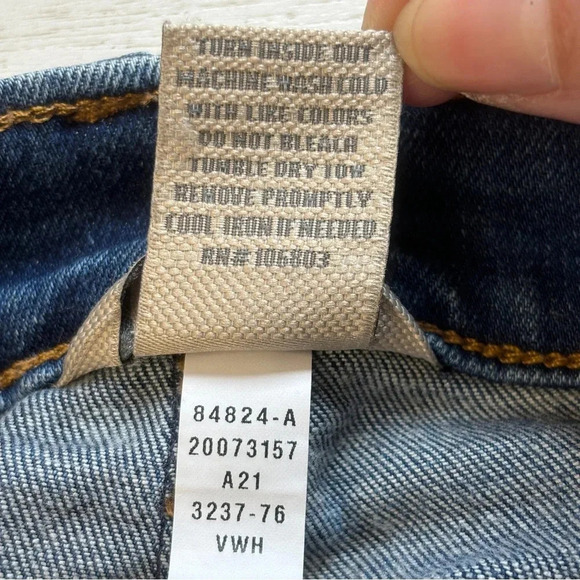 TURN INSIDE OUT
MACHINE WASH COLD
WITH LIKE COLORS
DO NOT BLEACH
TUMBLE DRY LOW
REMOVE PROMPTLY
COOL IRON IF NEEDED
RN# 106803
84824-A
20073157
A21
3237-76
VWH